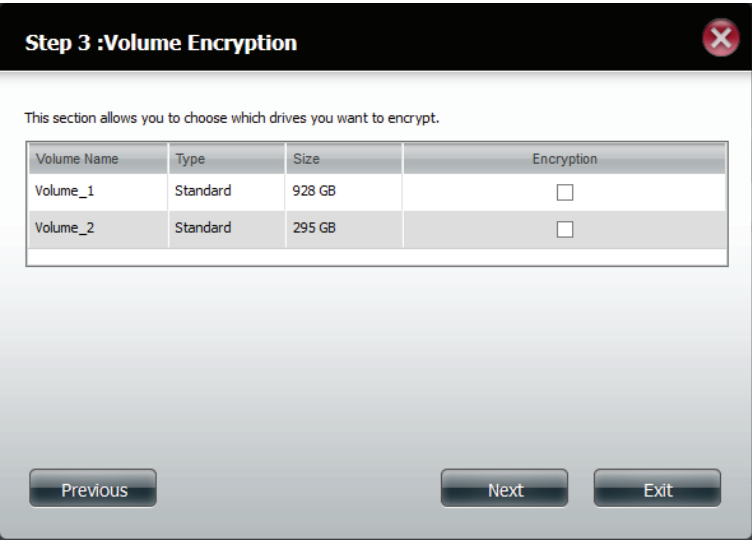 Step 3 :Volume Encryption
This section allows you to choose which drives you want to encrypt.
Volume Name Type Size Encryption
Volume_1 Standard 928 GB
Volume_2 Standard 295 GB
Previous Next Exit